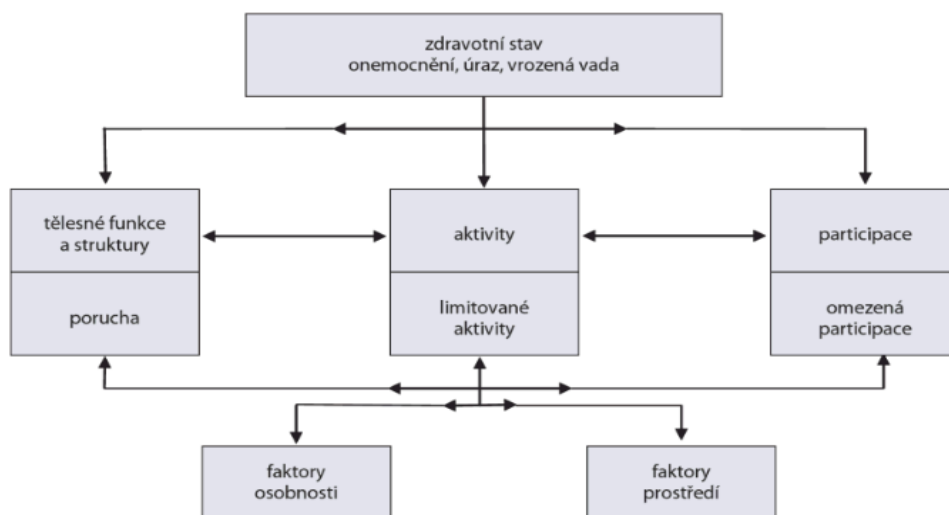 zdravotní stav
onemocnění, úraz, vrozená vada
tělesné funkce
a struktury
aktivity
participace
porucha
limitované
aktivity
omezená
participace
faktory
osobnosti
faktory
prostředí